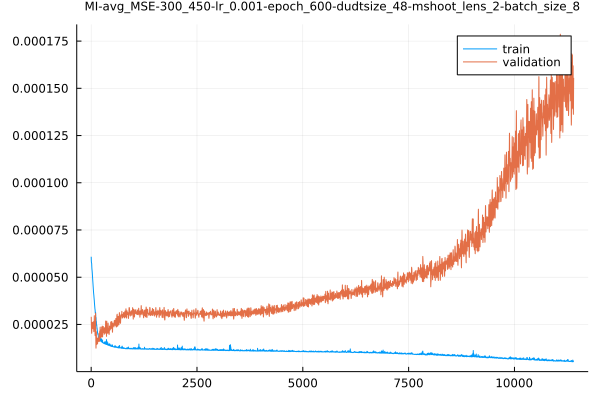 MI-avg_MSE-300_450-lr_0.001-epoch_600-dudtsize_48-mshoot_lens_2-batch_size_8
train
validation
0.000175
0.000150
0.000125
0.000100
0.000075
0.000050
0.000025
0 2500 5000 7500 10000